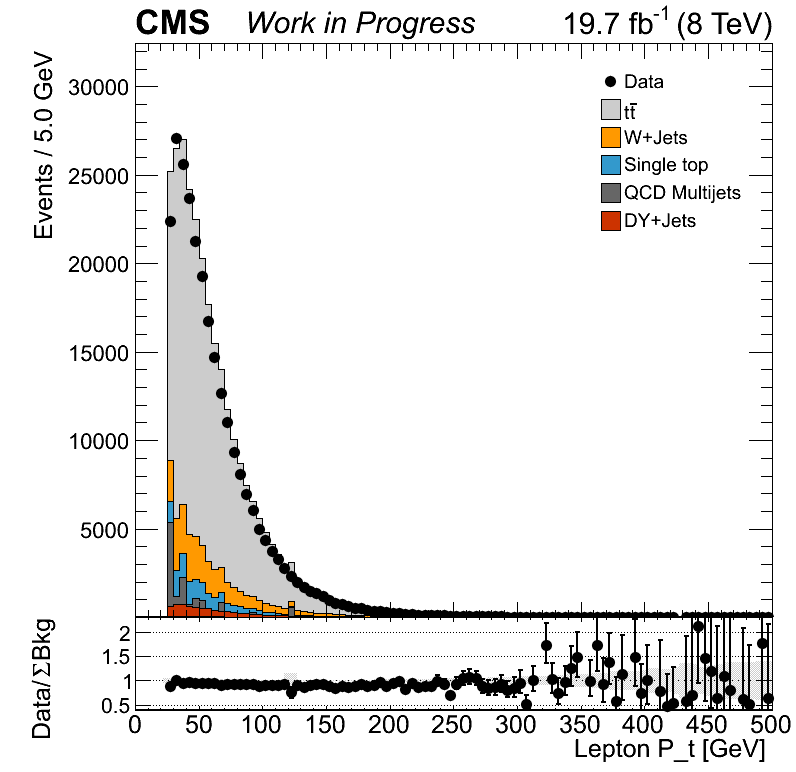 CMS Work in Progress 19.7 fb⁻¹ (8 TeV)
Events / 5.0 GeV
30000
25000
20000
15000
10000
5000
Data
tt̄
W+Jets
Single top
QCD Multijets
DY+Jets
Data/ΣBkg
2
1.5
1
0.5
0 50 100 150 200 250 300 350 400 450 500
Lepton P_t [GeV]